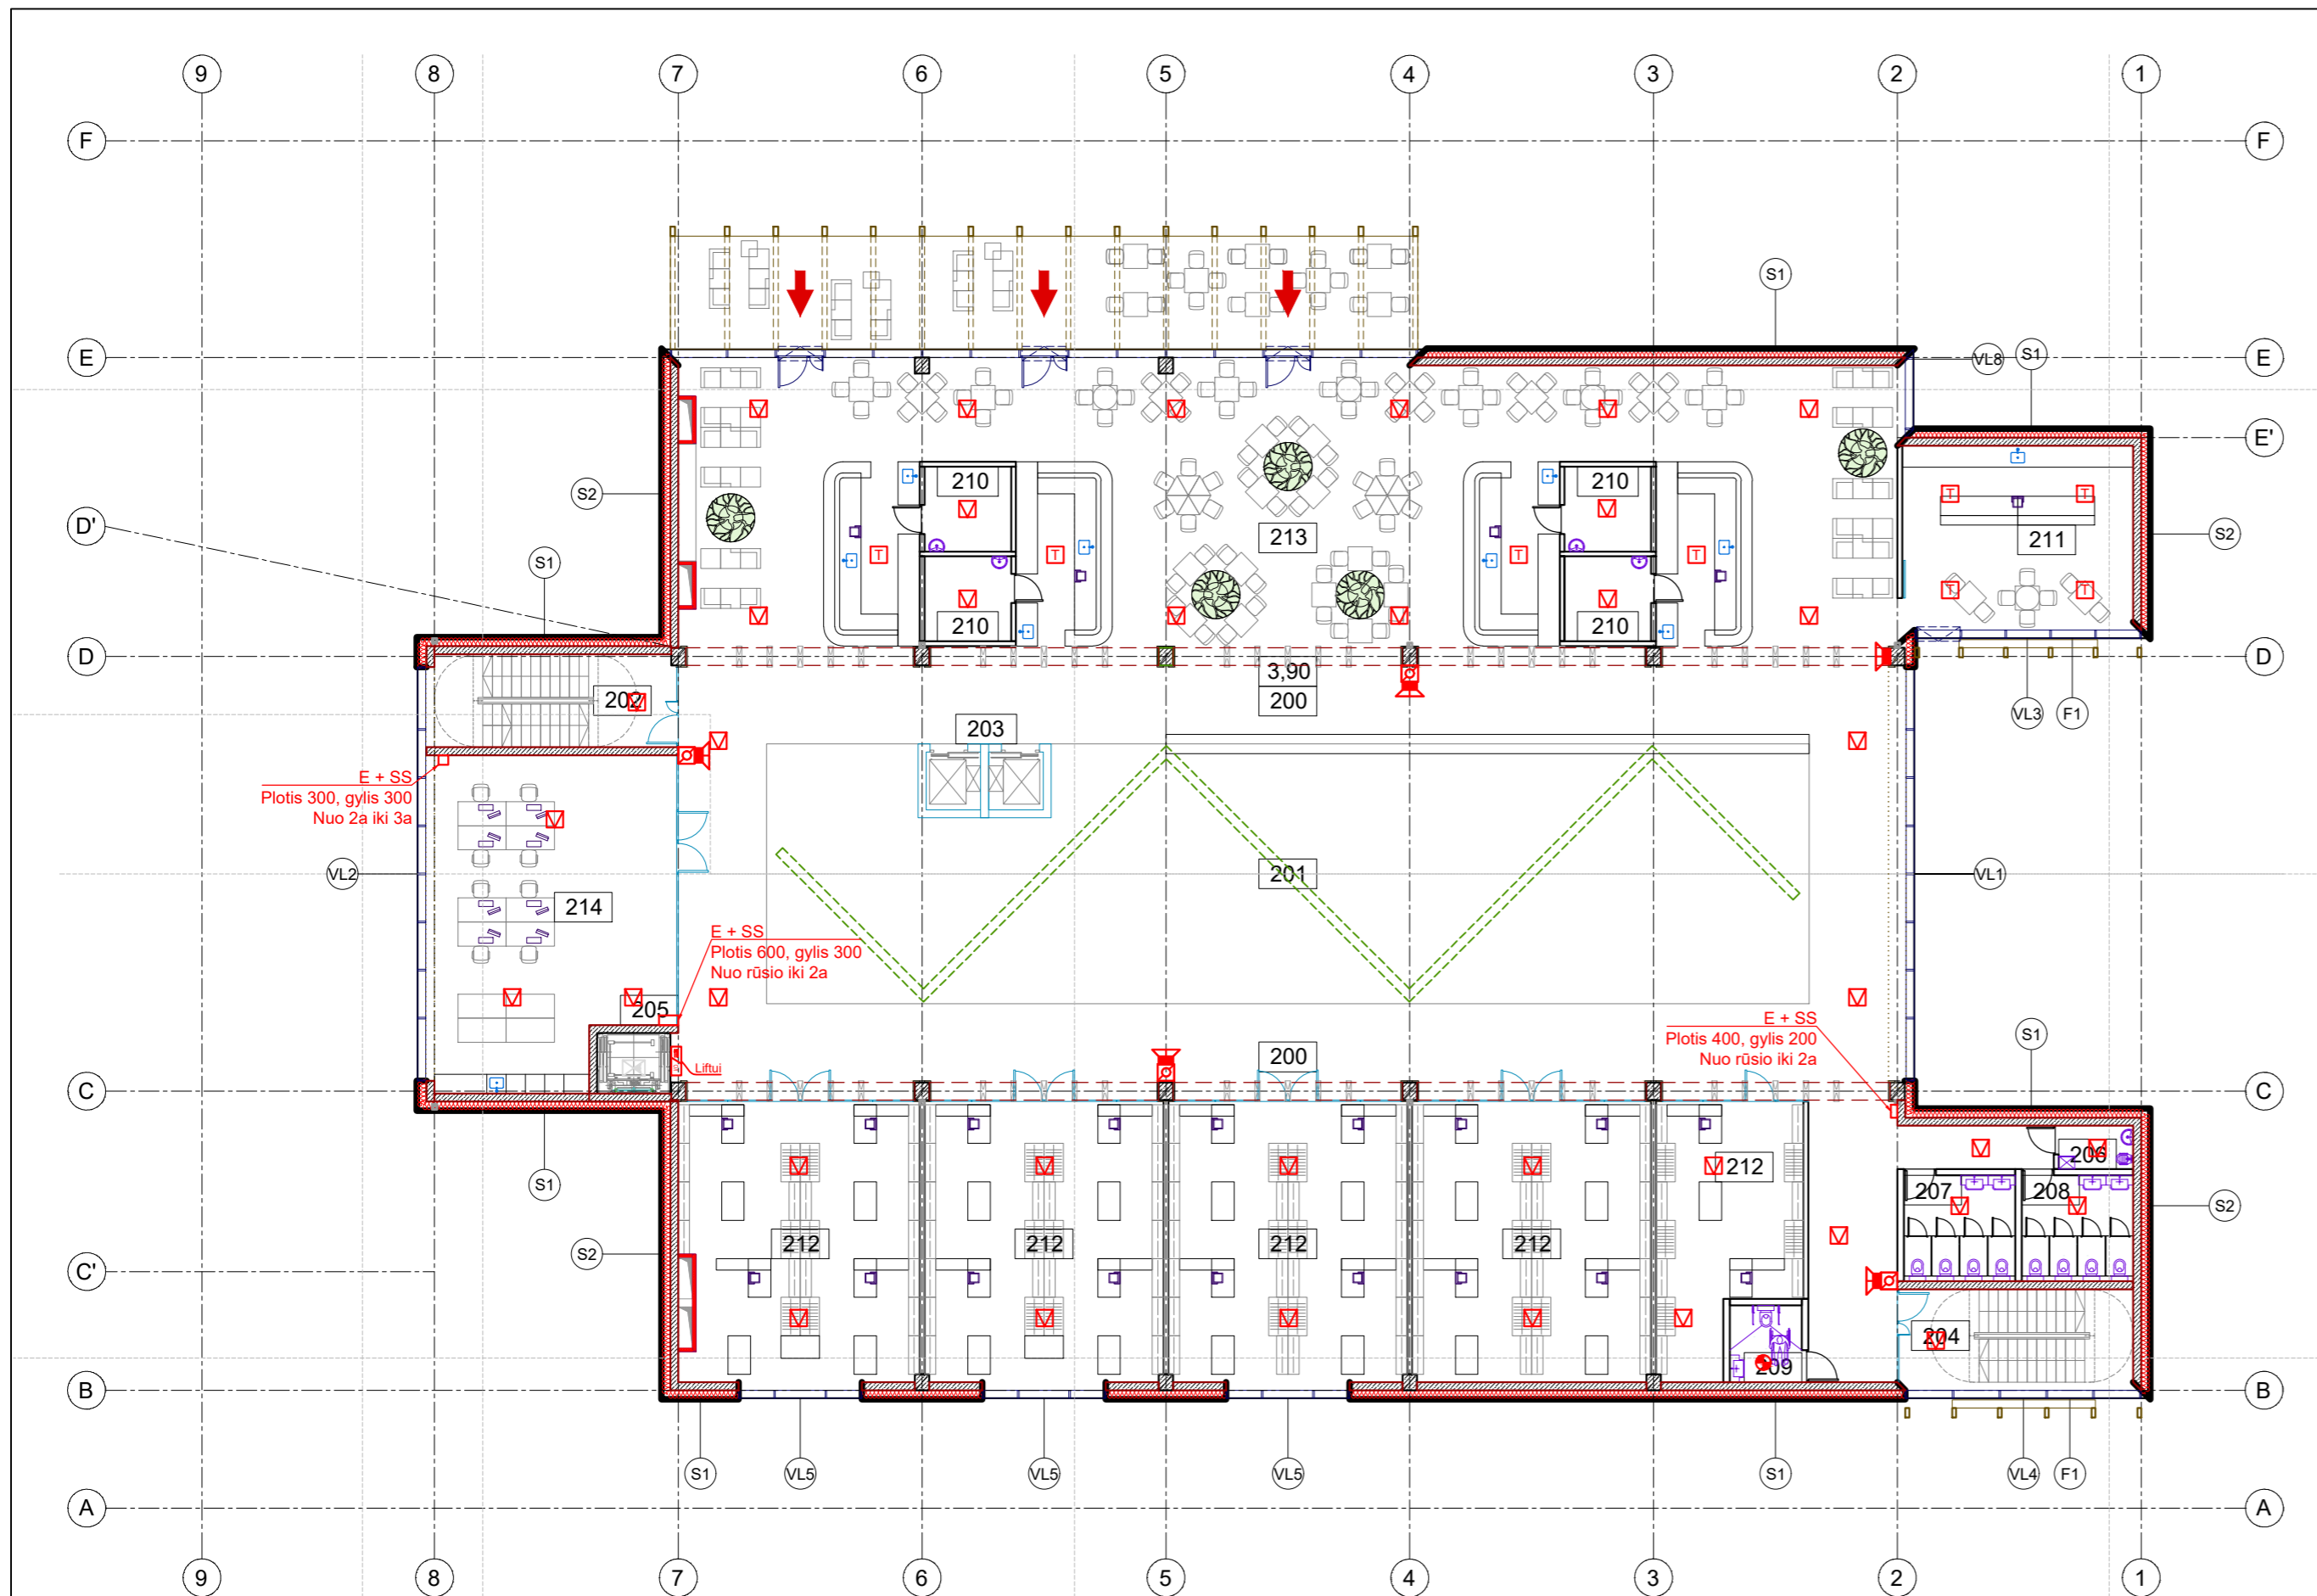 9 8 7 6 5 4 3 2 1
F F
S1
E E
VL8 S1
E' E'
210 210
S2
D' 213 211 S2
S1
210 210
D D
3,90
202 200
203 VL3 F1
E + SS
Plotis 300, gylis 300
Nuo 2a iki 3a
VL2 201 VL1
214
E + SS
Plotis 600, gylis 300
Nuo rūsio iki 2a
205
E + SS
Plotis 400, gylis 200
Nuo rūsio iki 2a
S1
200
Liftui
C C
206
212
S1 207 208
S2
212 212 212 212
S2
C' C'
204
209
B B
S1 VL5 VL5 VL5 S1 VL4 F1
A A
9 8 7 6 5 4 3 2 1
T T T T T T T T